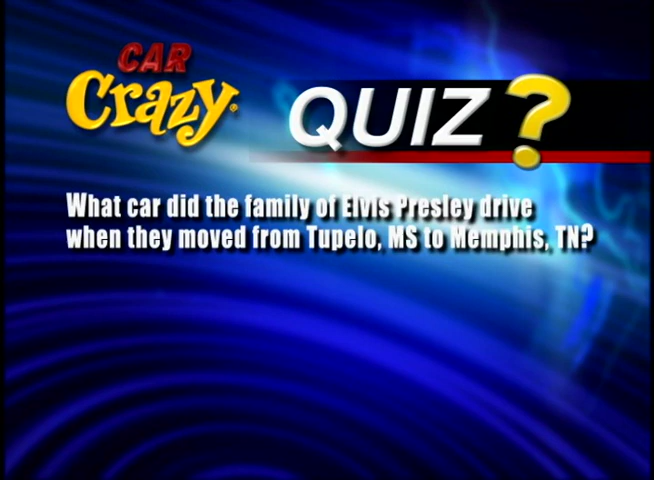 CAR
Crazy®
QUIZ?
What car did the family of Elvis Presley drive
when they moved from Tupelo, MS to Memphis, TN?